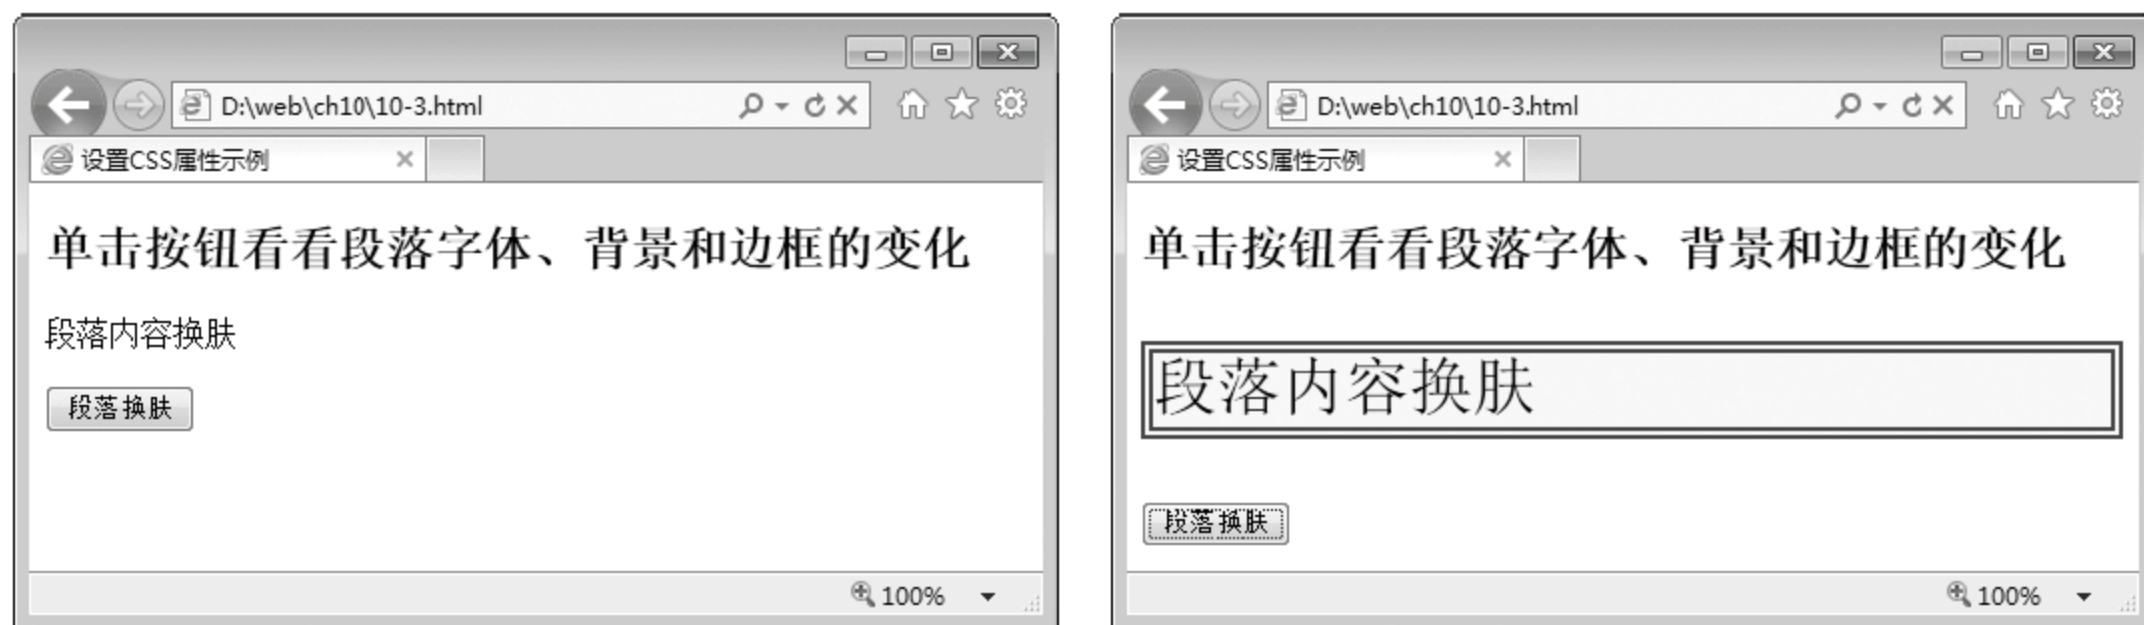 D:\web\ch10\10-3.html
设置CSS属性示例
单击按钮看看段落字体、背景和边框的变化
段落内容换肤
段落换肤
100%
D:\web\ch10\10-3.html
设置CSS属性示例
单击按钮看看段落字体、背景和边框的变化
段落内容换肤
段落换肤
100%